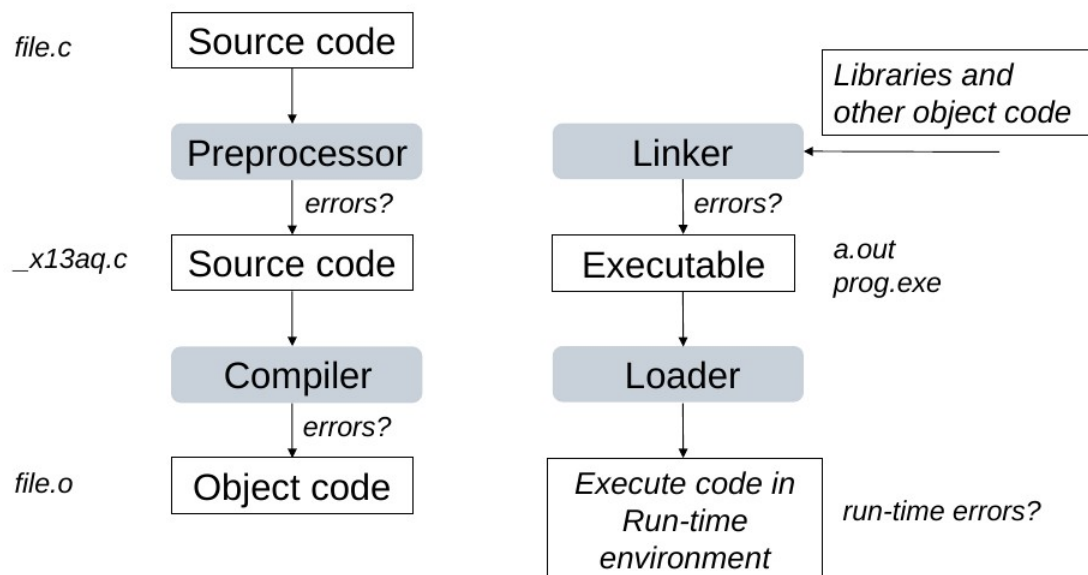 file.c
Source code
Preprocessor
errors?
_x13aq.c
Source code
Compiler
errors?
file.o
Object code
Libraries and
other object code
Linker
errors?
Executable
a.out
prog.exe
Loader
Execute code in
Run-time
environment
run-time errors?